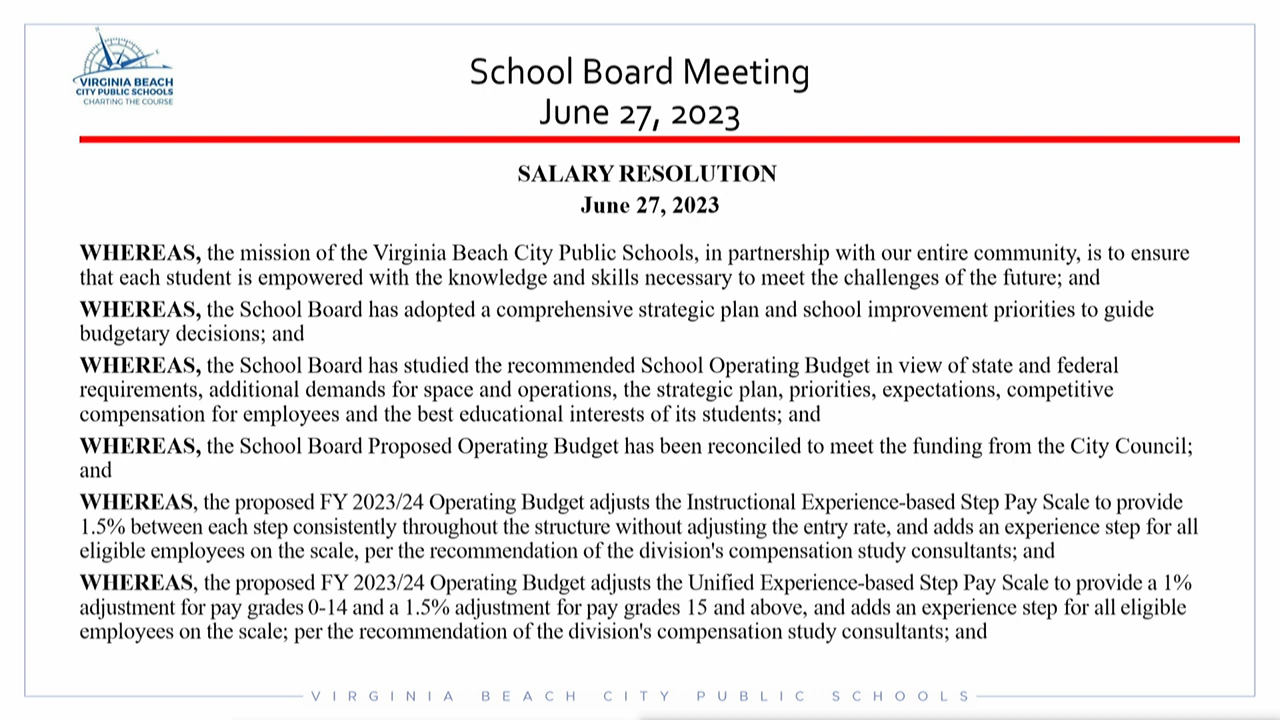 VIRGINIA BEACH
CITY PUBLIC SCHOOLS
CHARTING THE COURSE
School Board Meeting
June 27, 2023
SALARY RESOLUTION
June 27, 2023
WHEREAS, the mission of the Virginia Beach City Public Schools, in partnership with our entire community, is to ensure
that each student is empowered with the knowledge and skills necessary to meet the challenges of the future; and
WHEREAS, the School Board has adopted a comprehensive strategic plan and school improvement priorities to guide
budgetary decisions; and
WHEREAS, the School Board has studied the recommended School Operating Budget in view of state and federal
requirements, additional demands for space and operations, the strategic plan, priorities, expectations, competitive
compensation for employees and the best educational interests of its students; and
WHEREAS, the School Board Proposed Operating Budget has been reconciled to meet the funding from the City Council;
and
WHEREAS, the proposed FY 2023/24 Operating Budget adjusts the Instructional Experience-based Step Pay Scale to provide
1.5% between each step consistently throughout the structure without adjusting the entry rate, and adds an experience step for all
eligible employees on the scale, per the recommendation of the division's compensation study consultants; and
WHEREAS, the proposed FY 2023/24 Operating Budget adjusts the Unified Experience-based Step Pay Scale to provide a 1%
adjustment for pay grades 0-14 and a 1.5% adjustment for pay grades 15 and above, and adds an experience step for all eligible
employees on the scale; per the recommendation of the division's compensation study consultants; and
VIRGINIA BEACH CITY PUBLIC SCHOOLS